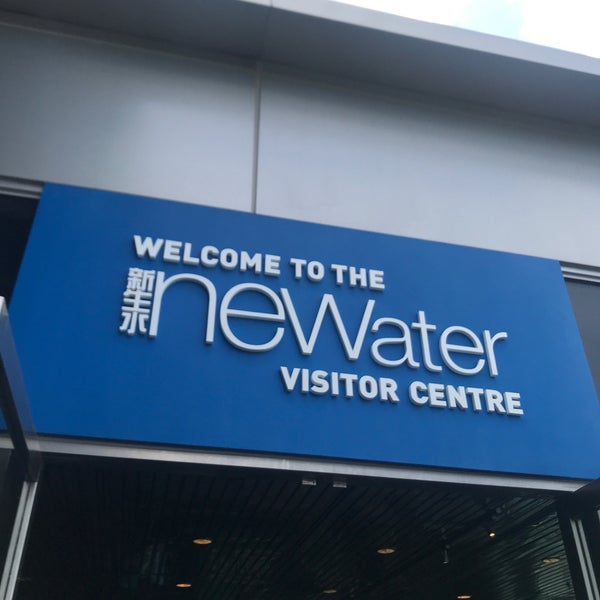 WELCOME TO THE
新生水
newater
VISITOR CENTRE